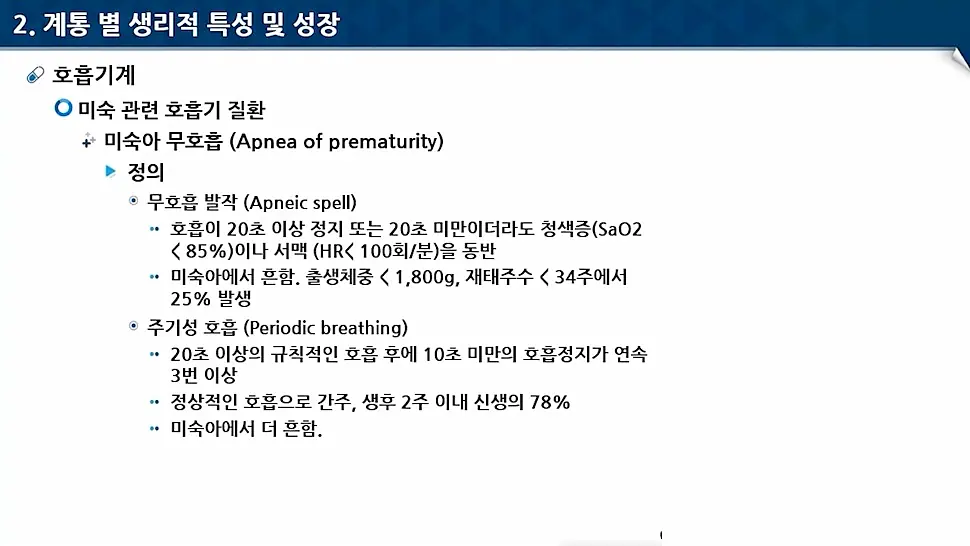 2. 계통 별 생리적 특성 및 성장
호흡기계
미숙 관련 호흡기 질환
미숙아 무호흡 (Apnea of prematurity)
정의
무호흡 발작 (Apneic spell)
호흡이 20초 이상 정지 또는 20초 미만이더라도 청색증(SaO2
< 85%)이나 서맥 (HR< 100회/분)을 동반
미숙아에서 흔함. 출생체중 < 1,800g, 재태주수 < 34주에서
25% 발생
주기성 호흡 (Periodic breathing)
20초 이상의 규칙적인 호흡 후에 10초 미만의 호흡정지가 연속
3번 이상
정상적인 호흡으로 간주, 생후 2주 이내 신생의 78%
미숙아에서 더 흔함.